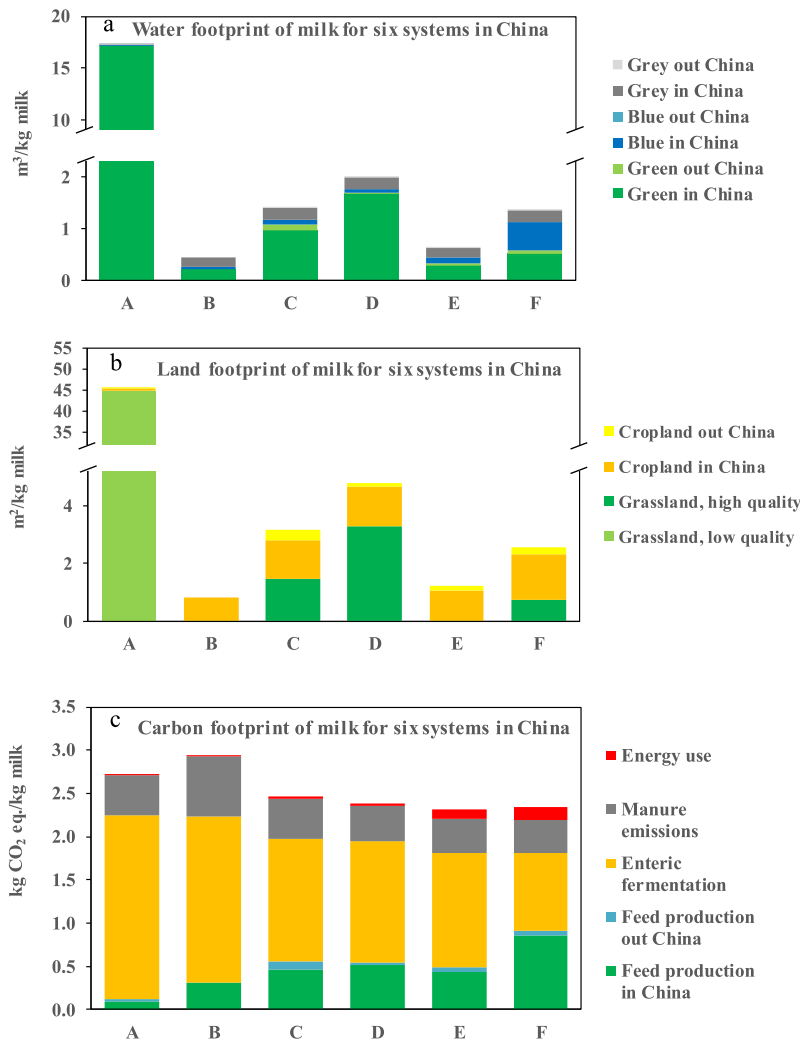 a
Water footprint of milk for six systems in China
m³/kg milk
20
15
10
2
1
0
A B C D E F
Grey out China
Grey in China
Blue out China
Blue in China
Green out China
Green in China
b
Land footprint of milk for six systems in China
m²/kg milk
55
50
45
40
35
4
2
0
A B C D E F
Cropland out China
Cropland in China
Grassland, high quality
Grassland, low quality
c
Carbon footprint of milk for six systems in China
kg CO₂ eq./kg milk
3.5
3.0
2.5
2.0
1.5
1.0
0.5
0.0
A B C D E F
Energy use
Manure
emissions
Enteric
fermentation
Feed production
out China
Feed production
in China